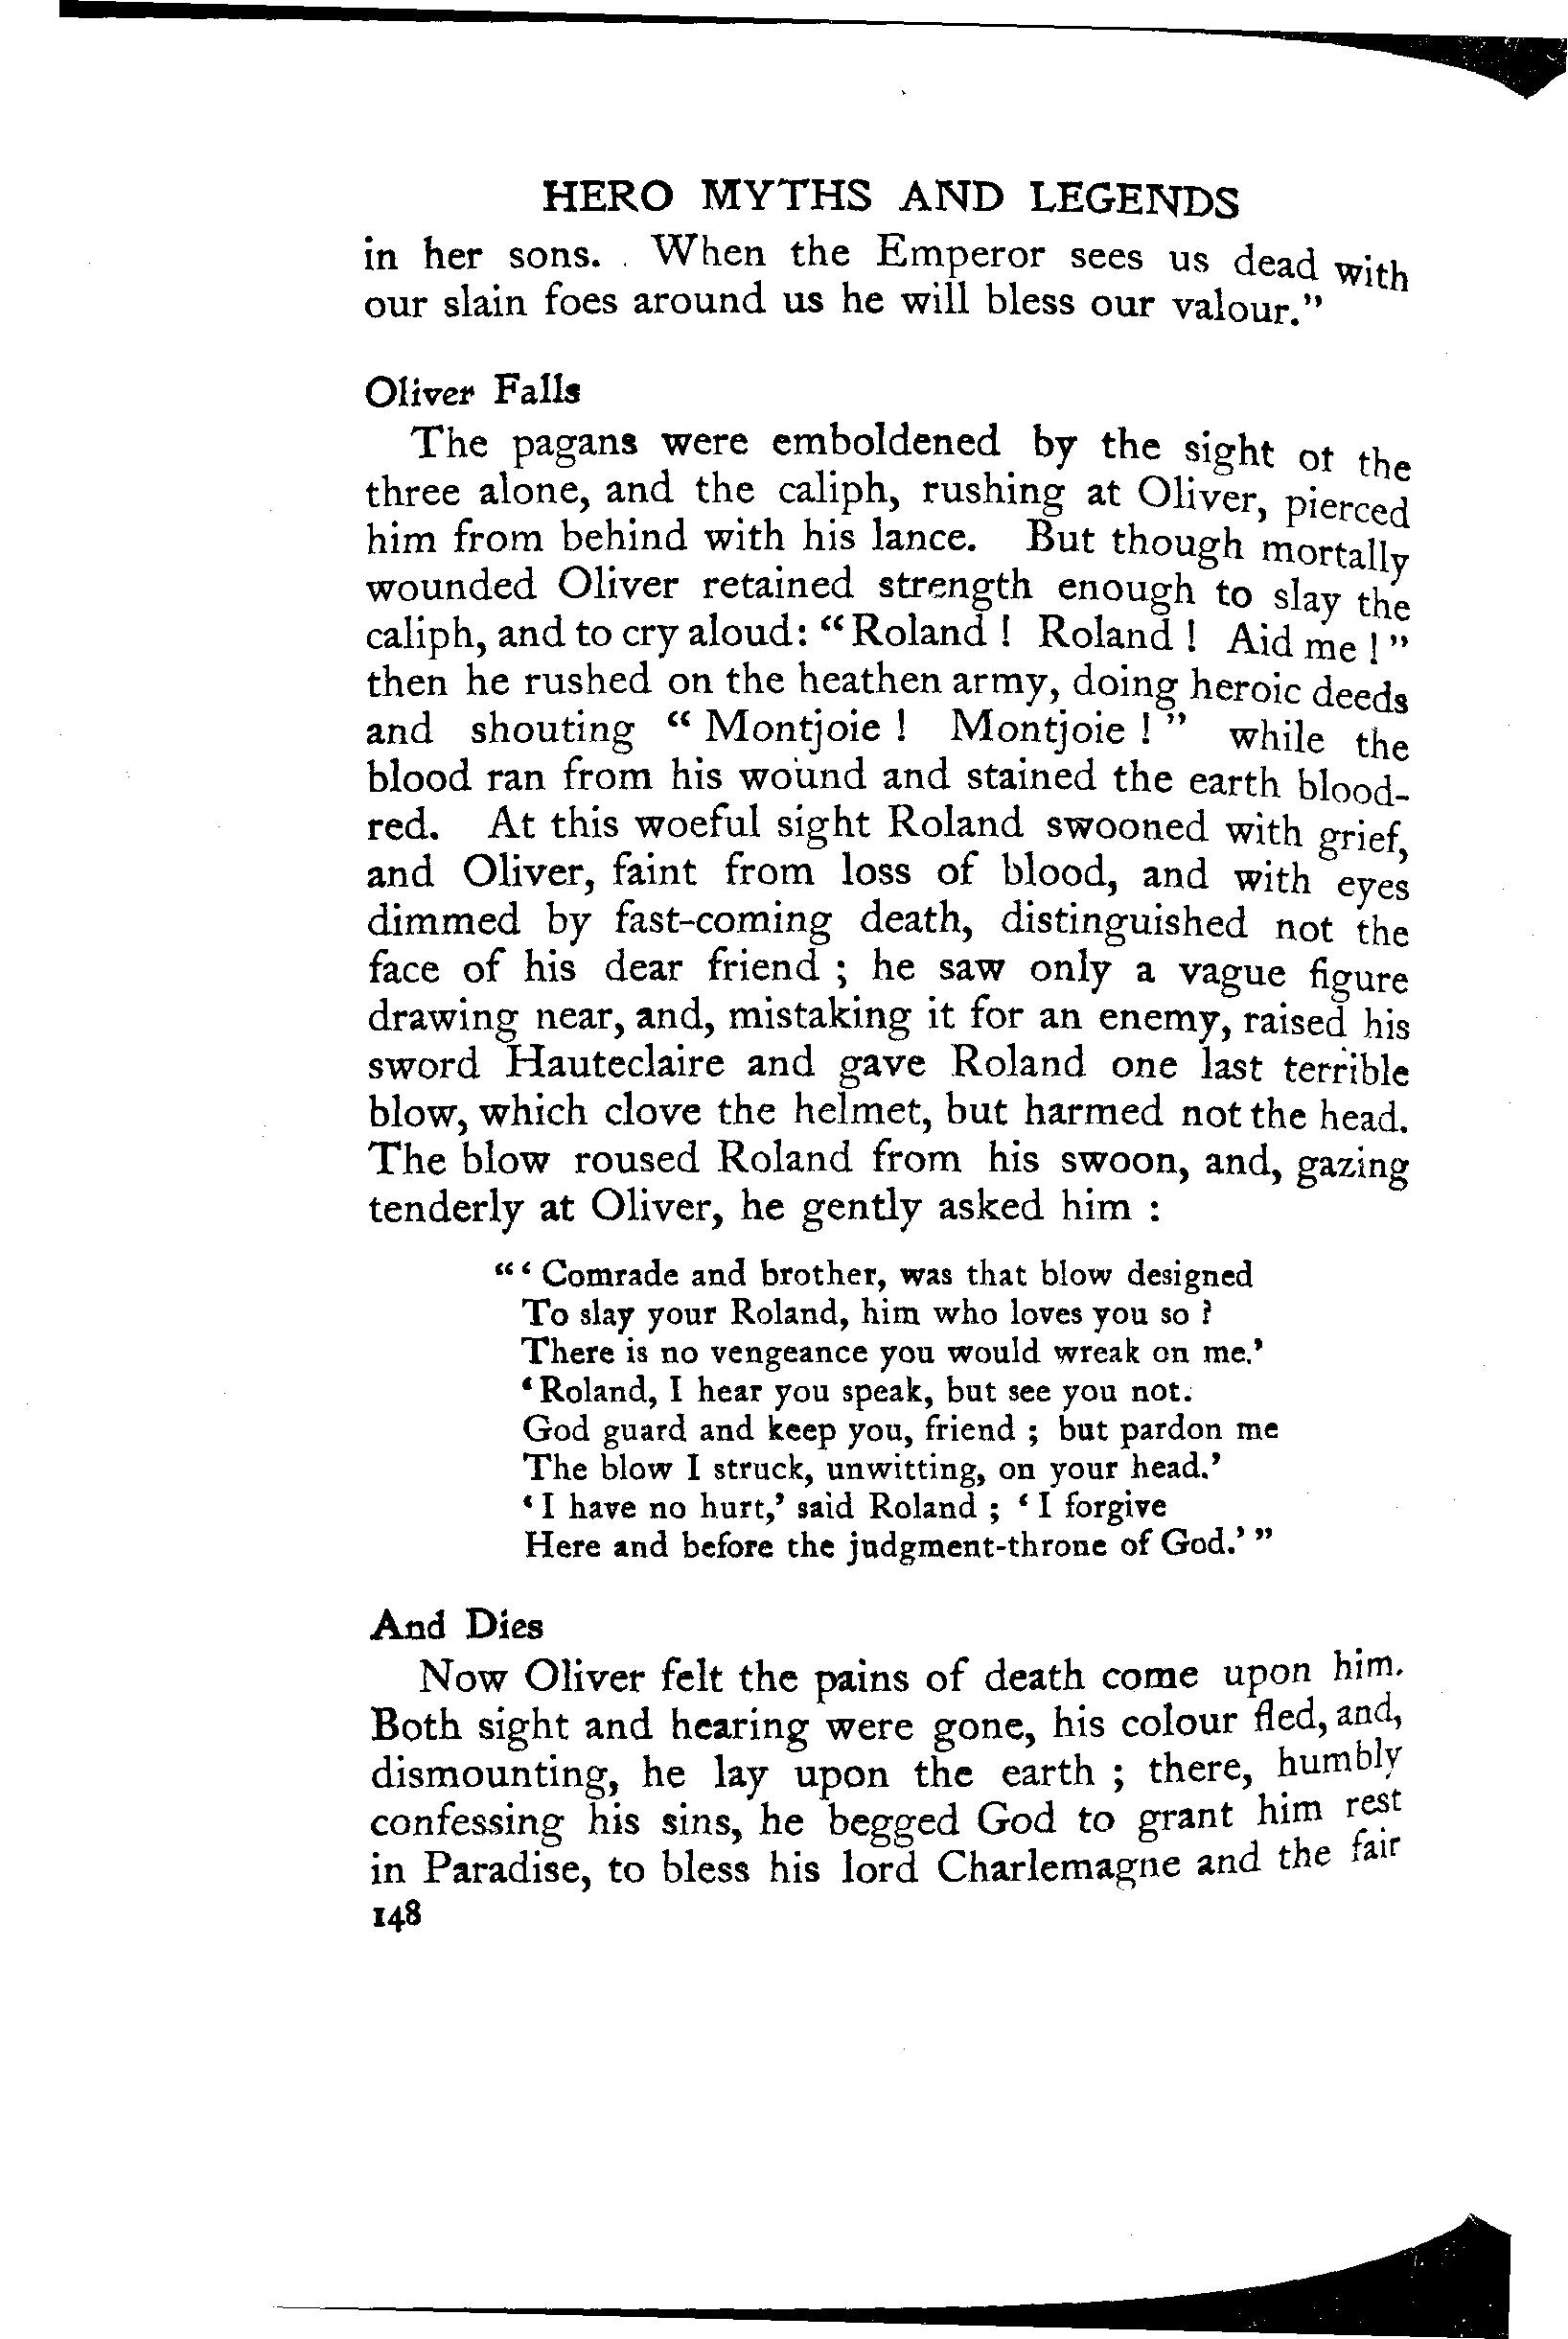 HERO MYTHS AND LEGENDS
in her sons. When the Emperor sees us dead with
our slain foes around us he will bless our valour."
Oliver Falls
The pagans were emboldened by the sight of the
three alone, and the caliph, rushing at Oliver, pierced
him from behind with his lance. But though mortally
wounded Oliver retained strength enough to slay the
caliph, and to cry aloud: "Roland! Roland! Aid me!"
then he rushed on the heathen army, doing heroic deeds
and shouting "Montjoie! Montjoie!" while the
blood ran from his wound and stained the earth blood-
red. At this woeful sight Roland swooned with grief,
and Oliver, faint from loss of blood, and with eyes
dimmed by fast-coming death, distinguished not the
face of his dear friend; he saw only a vague figure
drawing near, and, mistaking it for an enemy, raised his
sword Hauteclaire and gave Roland one last terrible
blow, which clove the helmet, but harmed not the head.
The blow roused Roland from his swoon, and, gazing
tenderly at Oliver, he gently asked him:
"'Comrade and brother, was that blow designed
To slay your Roland, him who loves you so?
There is no vengeance you would wreak on me.'
'Roland, I hear you speak, but see you not.
God guard and keep you, friend; but pardon me
The blow I struck, unwitting, on your head.'
'I have no hurt,' said Roland; 'I forgive
Here and before the judgment-throne of God.'"
And Dies
Now Oliver felt the pains of death come upon him.
Both sight and hearing were gone, his colour fled, and,
dismounting, he lay upon the earth; there, humbly
confessing his sins, he begged God to grant him rest
in Paradise, to bless his lord Charlemagne and the fair
148